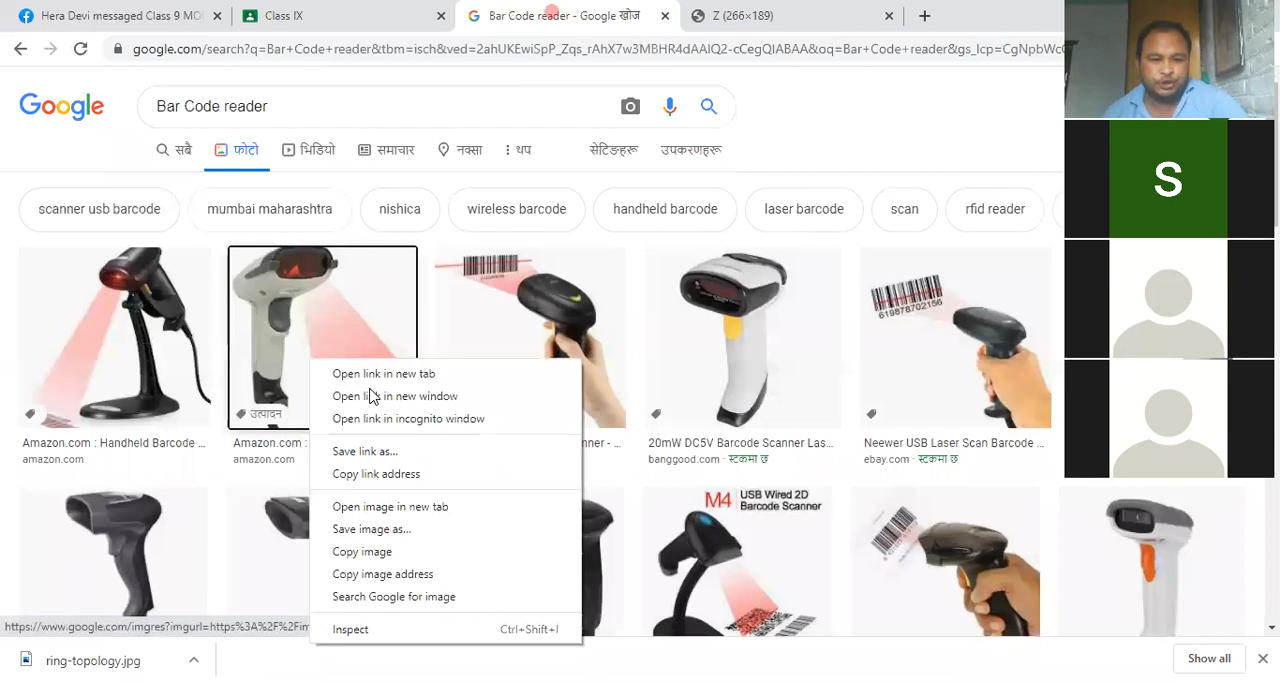 Hera Devi messaged Class 9 MO
Class IX
Bar Code reader - Google खोज
Z (266×189)
google.com/search?q=Bar+Code+reader&tbm=isch&ved=2ahUKEwiSpP_Zqs_rAhX7w3MBHR4dAAIQ2-cCegQIABAA&oq=Bar+Code+reader&gs_lcp=CgNpbWc
Google
Bar Code reader
सबै
फोटो
भिडियो
समाचार
नक्सा
थप
सेटिङहरू
उपकरणहरू
scanner usb barcode
mumbai maharashtra
nishica
wireless barcode
handheld barcode
laser barcode
scan
rfid reader
S
619878702156
उत्पादन
Amazon.com : Handheld Barcode ...
amazon.com
Amazon.com :
amazon.com
nner - ...
20mW DC5V Barcode Scanner Las...
banggood.com - स्टकमा छ
Neewer USB Laser Scan Barcode ...
ebay.com - स्टकमा छ
Open link in new tab
Open link in new window
Open link in incognito window
Save link as...
Copy link address
Open image in new tab
Save image as...
Copy image
Copy image address
Search Google for image
Inspect Ctrl+Shift+I
M4 USB Wired 2D
Barcode Scanner
https://www.google.com/imgres?imgurl=https%3A%2F%2Fim
ring-topology.jpg
Show all